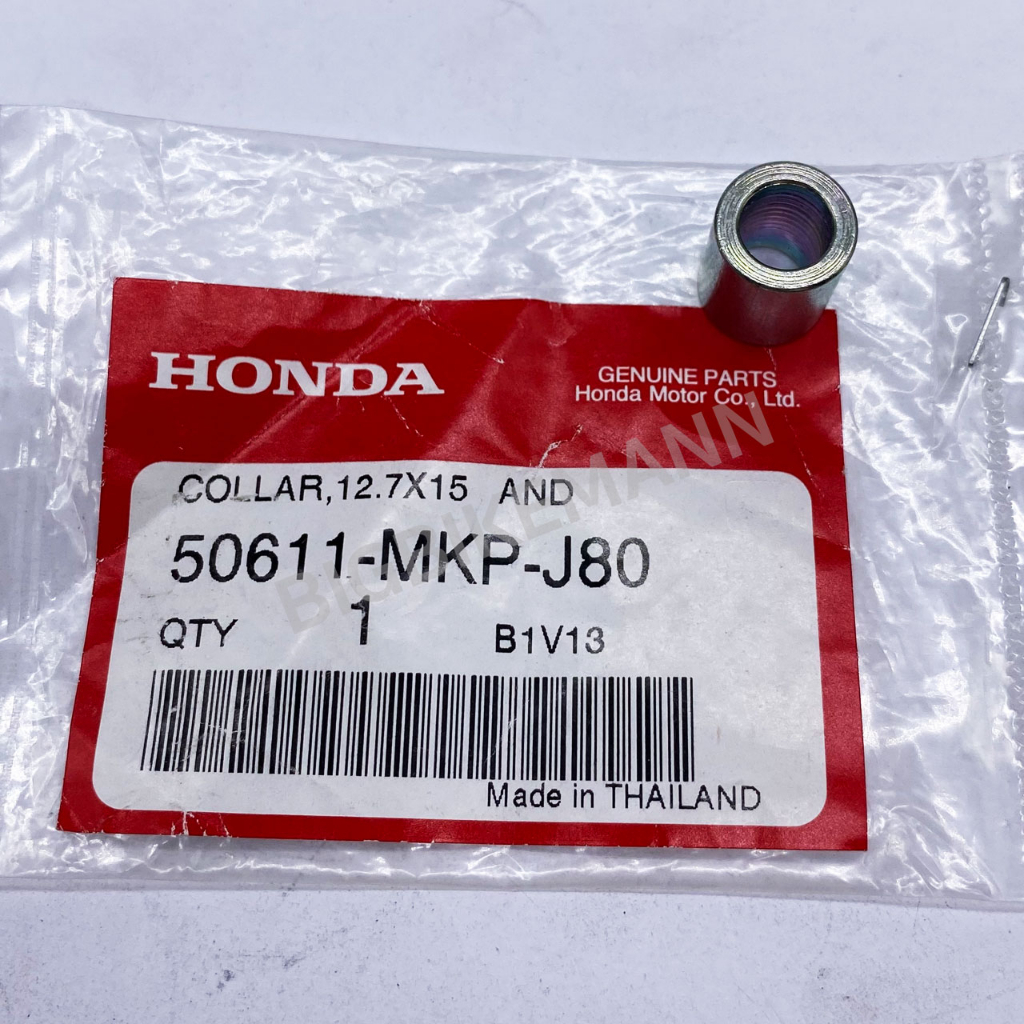 HONDA
GENUINE PARTS
Honda Motor Co., Ltd.
COLLAR,12.7X15 AND
50611-MKP-J80
QTY 1 B1V13
Made in THAILAND
BIGBIKEMANN